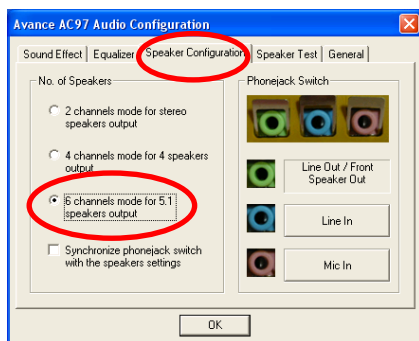 Avance AC97 Audio Configuration
Sound Effect Equalizer Speaker Configuration Speaker Test General
No. of Speakers
2 channels mode for stereo
speakers output
4 channels mode for 4 speakers
output
6 channels mode for 5.1
speakers output
Synchronize phonejack switch
with the speakers settings
Phonejack Switch
Line Out / Front
Speaker Out
Line In
Mic In
OK